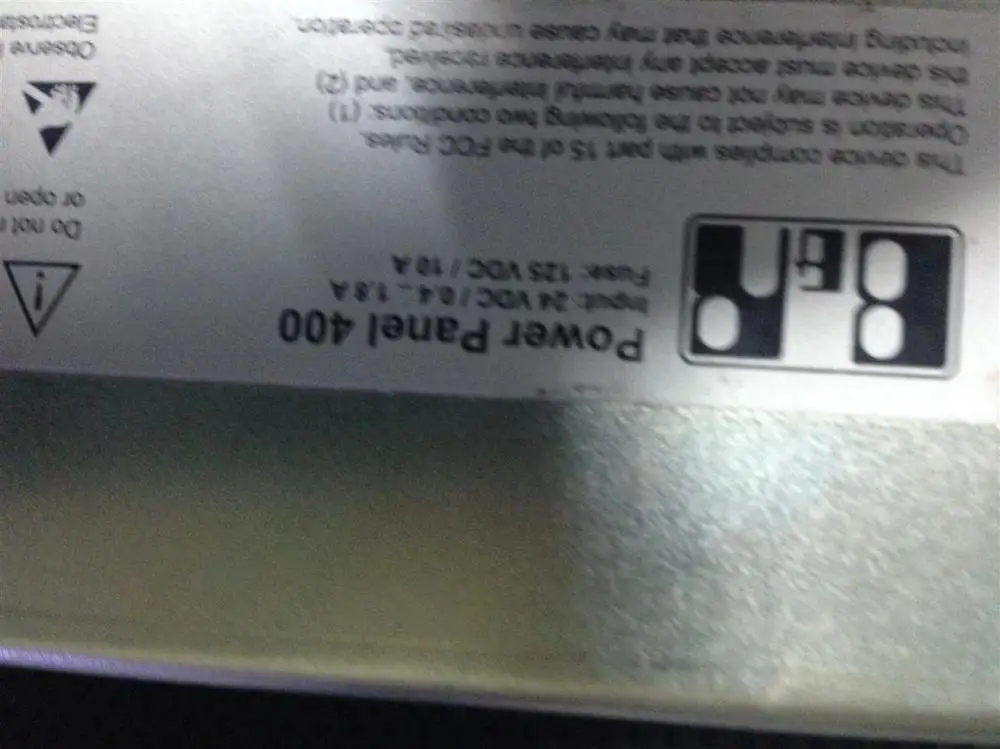 B&R
Power Panel 400
Input: 24 VDC / 0.4 .. 1.8 A
Fuse: 125 VDC / 10 A
Do not
or open
This device complies with part 15 of the FCC Rules.
Operation is subject to the following two conditions: (1)
This device may not cause harmful interference, and (2)
this device must accept any interference received,
including interference that may cause undesired operation.
Observe
Electrostat